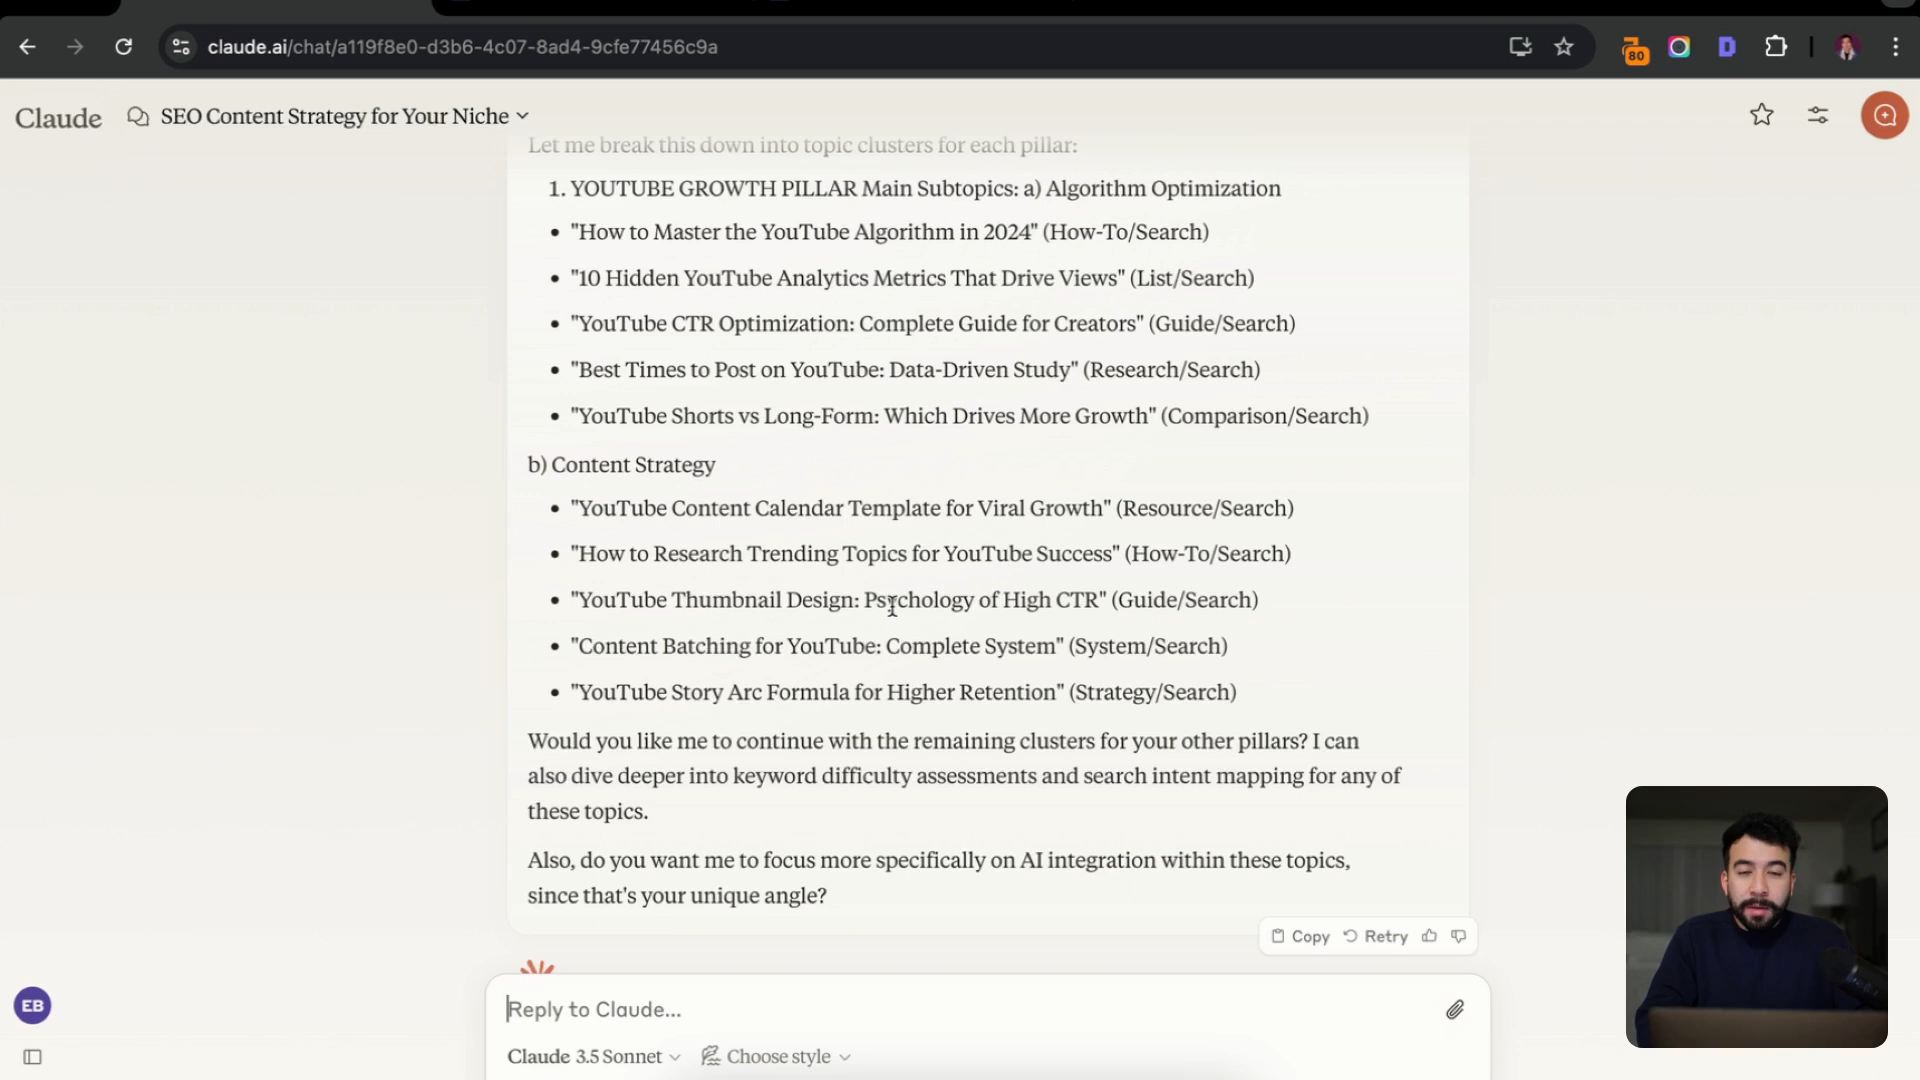 claude.ai/chat/a119f8e0-d3b6-4c07-8ad4-9cfe77456c9a
80
D
Claude
SEO Content Strategy for Your Niche
Let me break this down into topic clusters for each pillar:
1. YOUTUBE GROWTH PILLAR Main Subtopics: a) Algorithm Optimization
• "How to Master the YouTube Algorithm in 2024" (How-To/Search)
• "10 Hidden YouTube Analytics Metrics That Drive Views" (List/Search)
• "YouTube CTR Optimization: Complete Guide for Creators" (Guide/Search)
• "Best Times to Post on YouTube: Data-Driven Study" (Research/Search)
• "YouTube Shorts vs Long-Form: Which Drives More Growth" (Comparison/Search)
b) Content Strategy
• "YouTube Content Calendar Template for Viral Growth" (Resource/Search)
• "How to Research Trending Topics for YouTube Success" (How-To/Search)
• "YouTube Thumbnail Design: Psychology of High CTR" (Guide/Search)
• "Content Batching for YouTube: Complete System" (System/Search)
• "YouTube Story Arc Formula for Higher Retention" (Strategy/Search)
Would you like me to continue with the remaining clusters for your other pillars? I can
also dive deeper into keyword difficulty assessments and search intent mapping for any of
these topics.
Also, do you want me to focus more specifically on AI integration within these topics,
since that's your unique angle?
Copy Retry
EB
Reply to Claude...
Claude 3.5 Sonnet Choose style